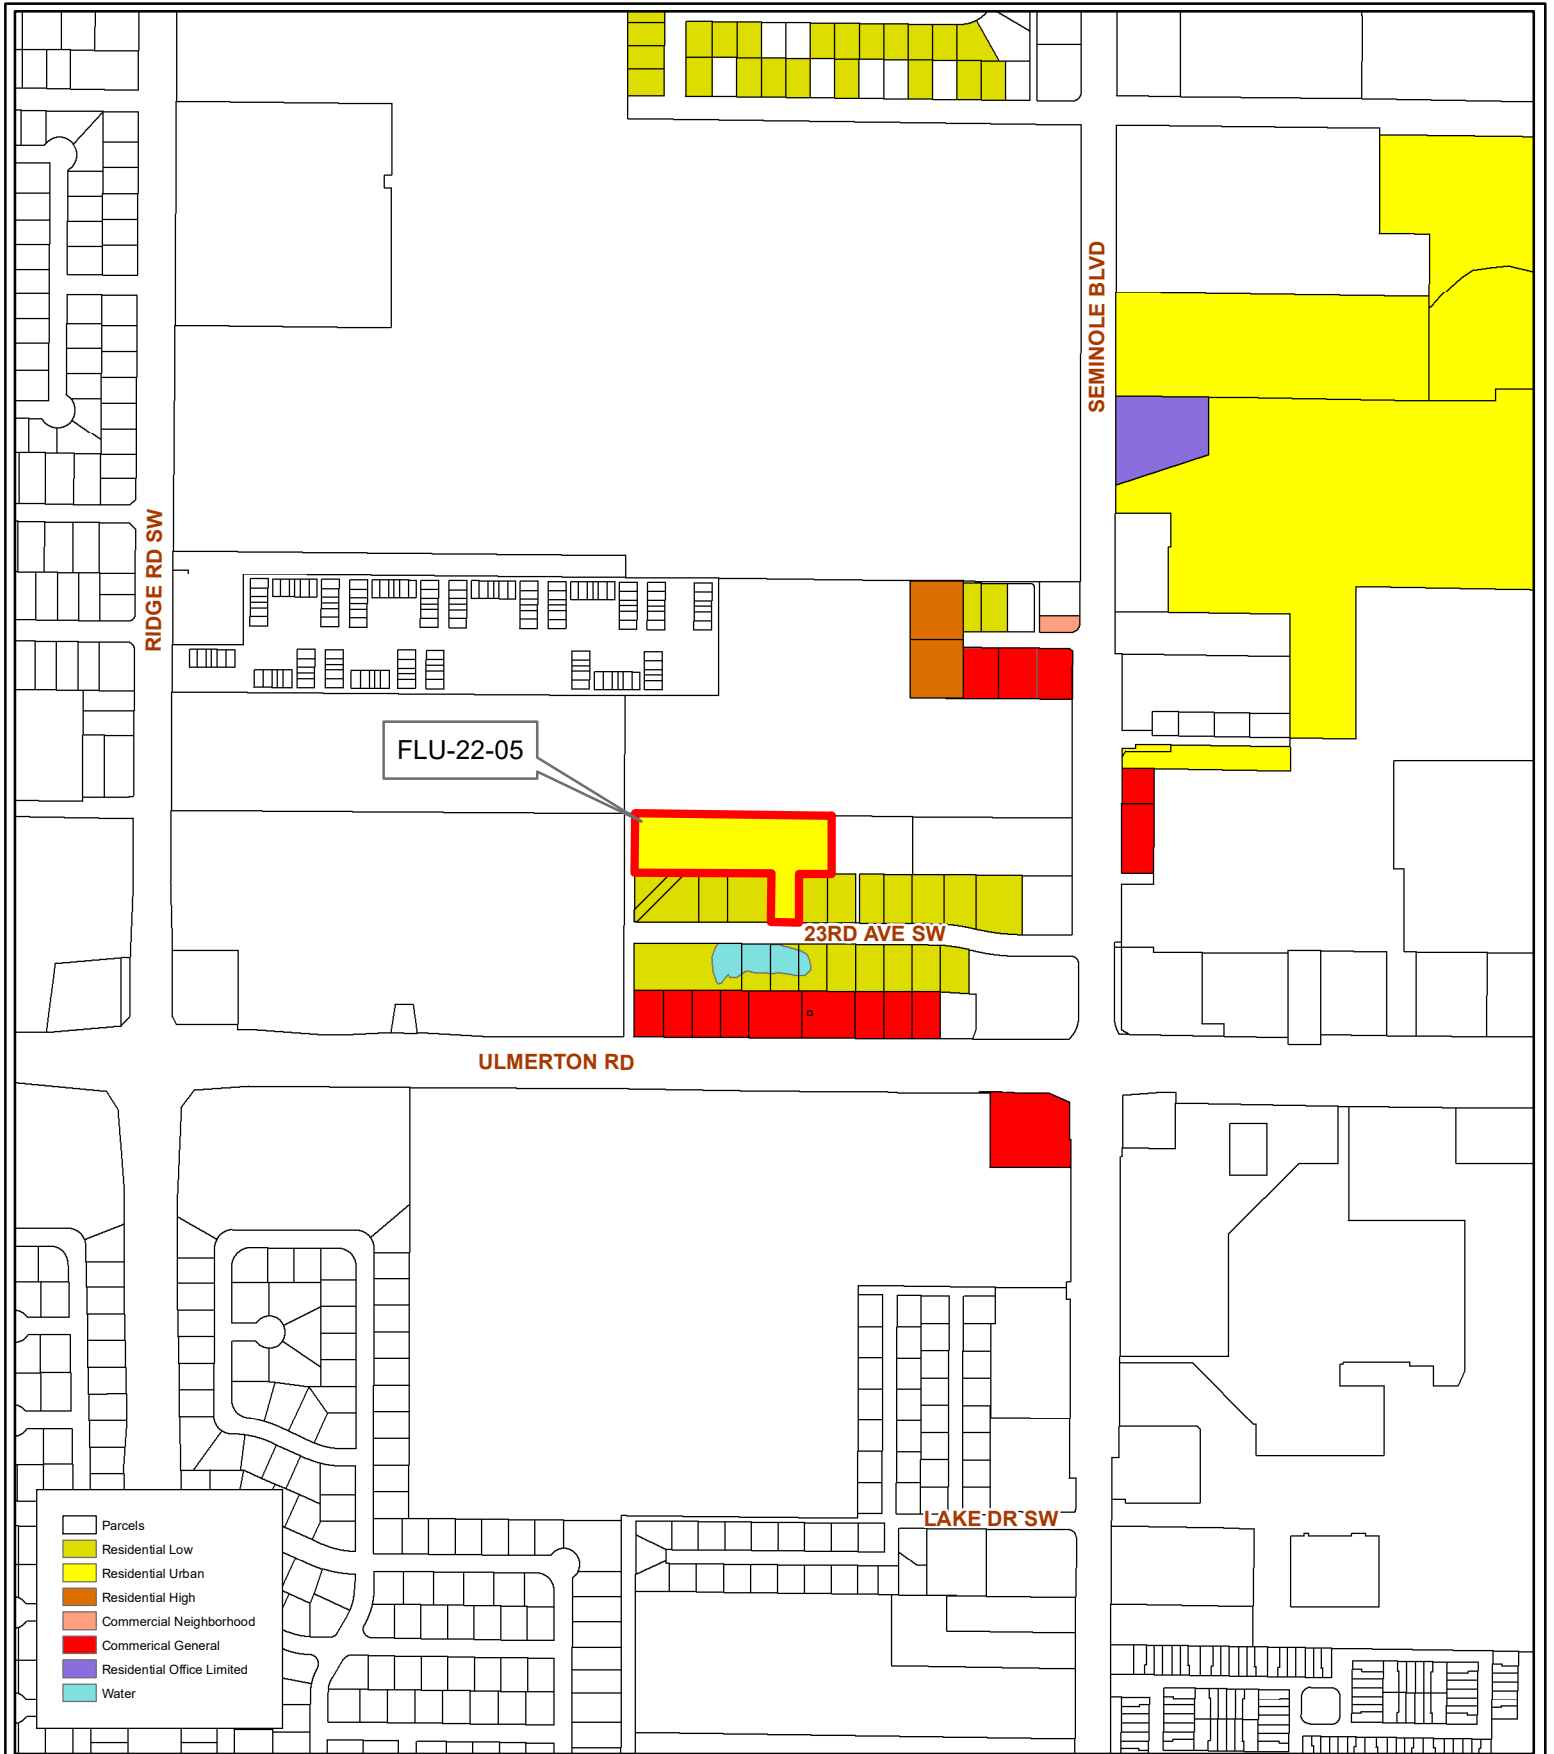 SEMINOLE BLVD
RIDGE RD SW
FLU-22-05
23RD AVE SW
ULMERTON RD
LAKE DR SW
Parcels
Residential Low
Residential Urban
Residential High
Commercial Neighborhood
Commerical General
Residential Office Limited
Water